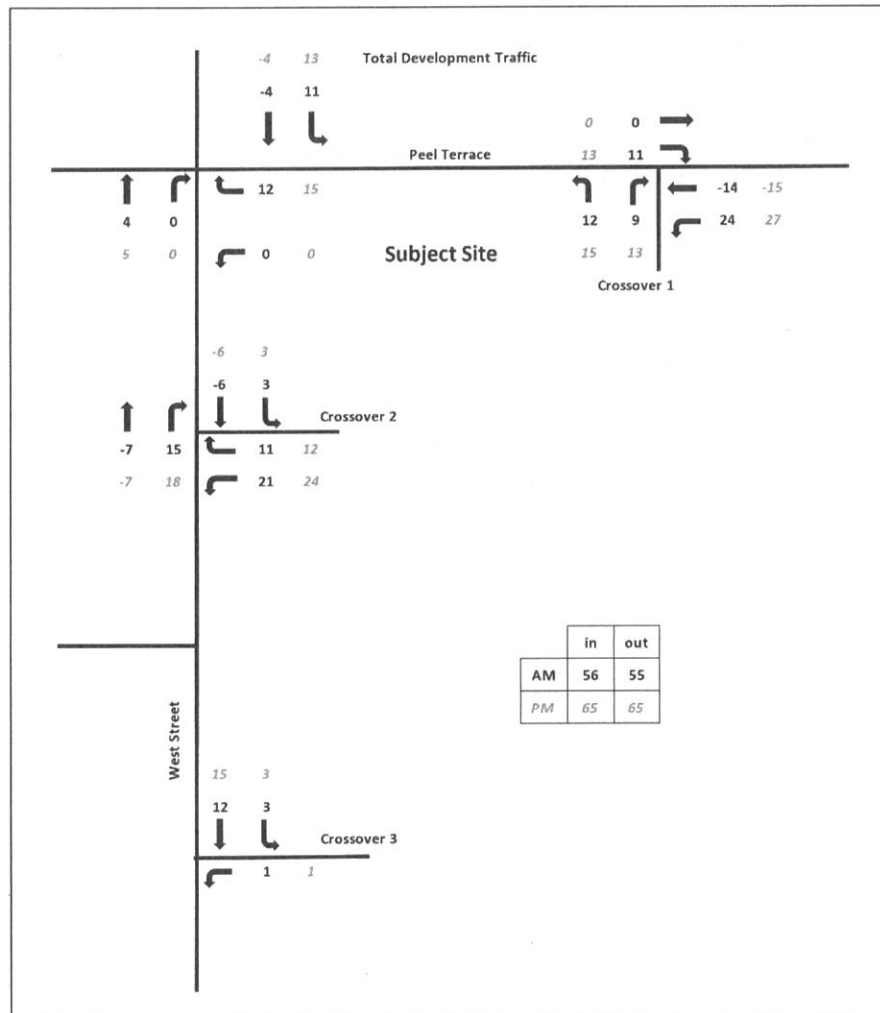 -4 13 Total Development Traffic
-4 11
0 0
Peel Terrace 13 11
12 15 -14 -15
4 0 12 9 24 27
5 0 0 0 Subject Site 15 13
Crossover 1
-6 3
-6 3
Crossover 2
-7 15 11 12
-7 18 21 24
in out
AM 56 55
PM 65 65
West Street
15 3
12 3
Crossover 3
1 1